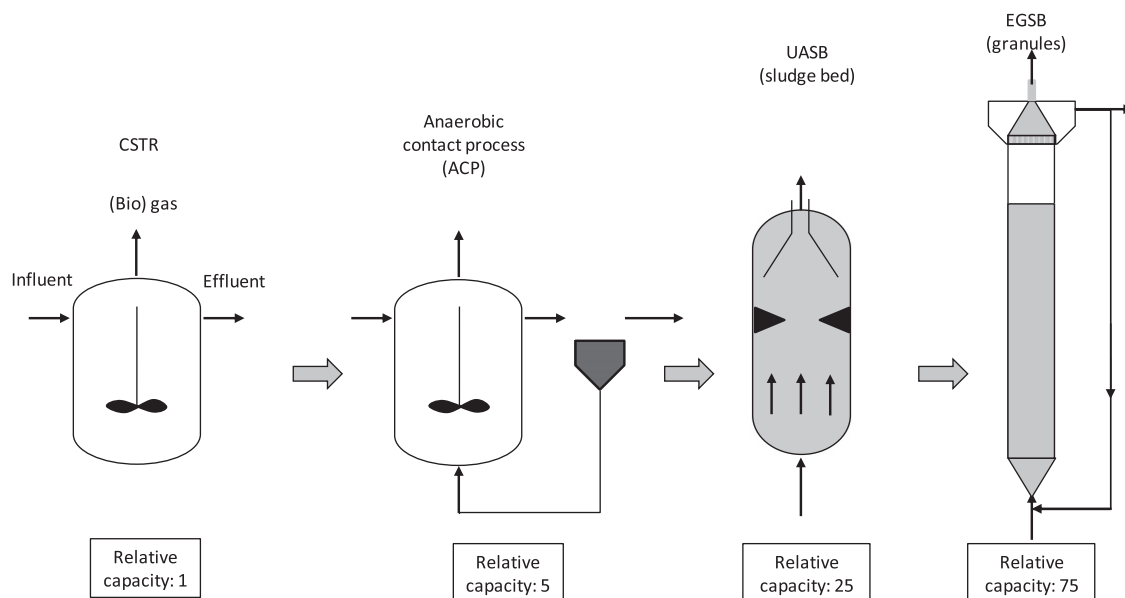 CSTR
(Bio) gas
Influent
Effluent
Relative
capacity: 1
Anaerobic
contact process
(ACP)
Relative
capacity: 5
UASB
(sludge bed)
Relative
capacity: 25
EGSB
(granules)
Relative
capacity: 75